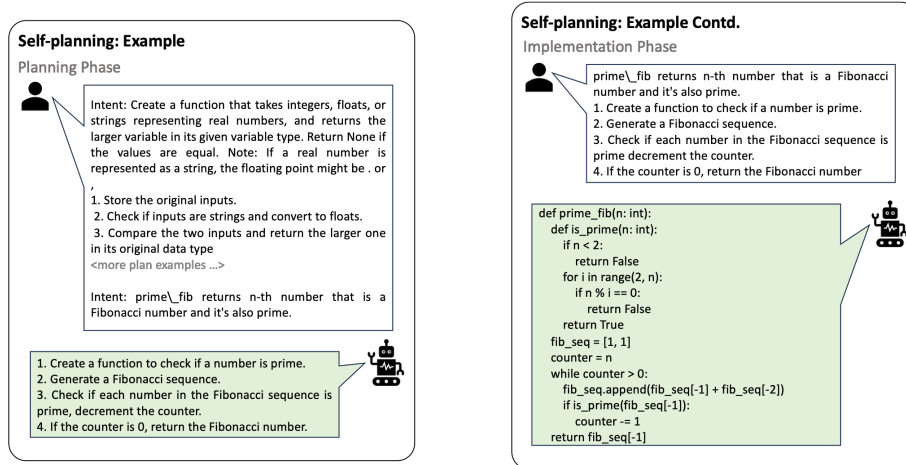 Self-planning: Example
Planning Phase
Intent: Create a function that takes integers, floats, or
strings representing real numbers, and returns the
larger variable in its given variable type. Return None if
the values are equal. Note: If a real number is
represented as a string, the floating point might be . or
,
1. Store the original inputs.
2. Check if inputs are strings and convert to floats.
3. Compare the two inputs and return the larger one
in its original data type
<more plan examples ...>
Intent: prime\_fib returns n-th number that is a
Fibonacci number and it's also prime.
1. Create a function to check if a number is prime.
2. Generate a Fibonacci sequence.
3. Check if each number in the Fibonacci sequence is
prime, decrement the counter.
4. If the counter is 0, return the Fibonacci number.
Self-planning: Example Contd.
Implementation Phase
prime\_fib returns n-th number that is a Fibonacci
number and it's also prime.
1. Create a function to check if a number is prime.
2. Generate a Fibonacci sequence.
3. Check if each number in the Fibonacci sequence is
prime decrement the counter.
4. If the counter is 0, return the Fibonacci number
def prime_fib(n: int):
def is_prime(n: int):
if n < 2:
return False
for i in range(2, n):
if n % i == 0:
return False
return True
fib_seq = [1, 1]
counter = n
while counter > 0:
fib_seq.append(fib_seq[-1] + fib_seq[-2])
if is_prime(fib_seq[-1]):
counter -= 1
return fib_seq[-1]